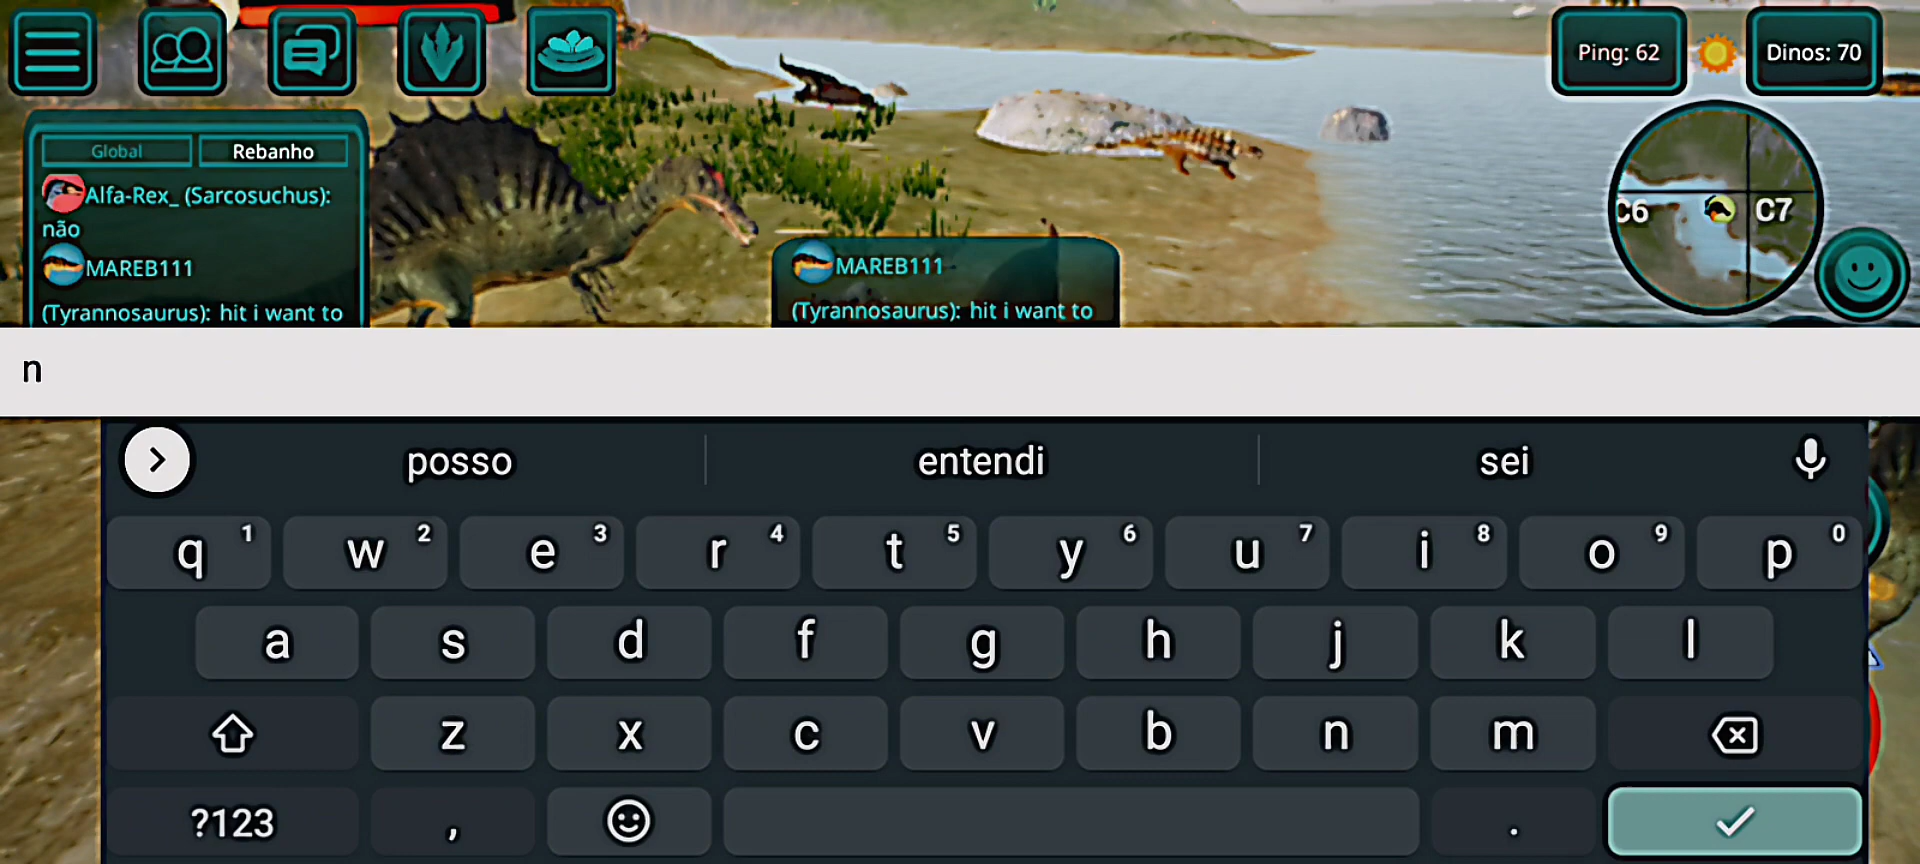 Ping: 62
Dinos: 70
Global
Rebanho
Alfa-Rex_ (Sarcosuchus):
não
MAREB111
(Tyrannosaurus): hit i want to
MAREB111
(Tyrannosaurus): hit i want to
C6
C7
n
posso
entendi
sei
q 1 w 2 e 3 r 4 t 5 y 6 u 7 i 8 o 9 p 0
a s d f g h j k l
z x c v b n m
?123 , .